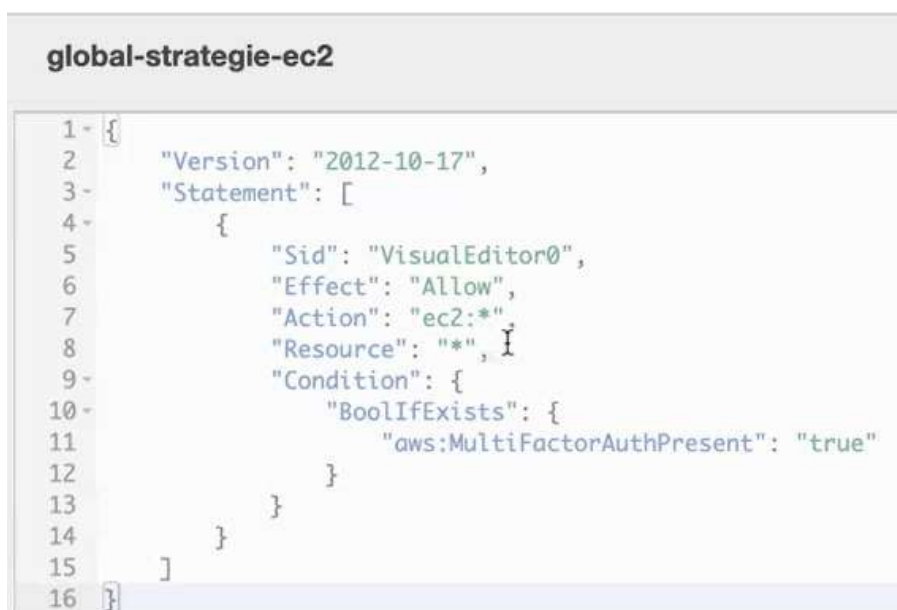 global-strategie-ec2
1 {
2 "Version": "2012-10-17",
3 "Statement": [
4 {
5 "Sid": "VisualEditor0",
6 "Effect": "Allow",
7 "Action": "ec2:*",
8 "Resource": "*",
9 "Condition": {
10 "BoolIfExists": {
11 "aws:MultiFactorAuthPresent": "true"
12 }
13 }
14 }
15 ]
16 }